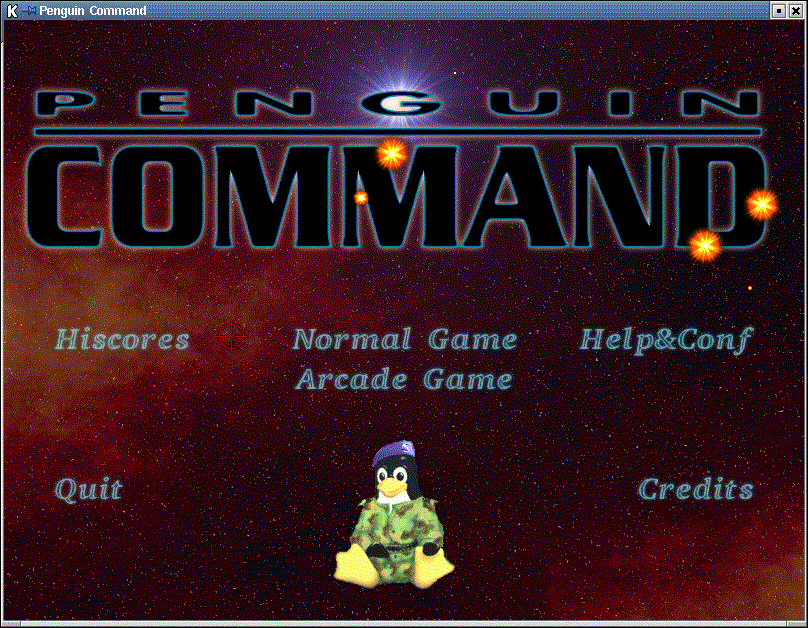 Penguin Command
PENGUIN
COMMAND
Hiscores
Normal Game
Help&Conf
Arcade Game
Quit
Credits